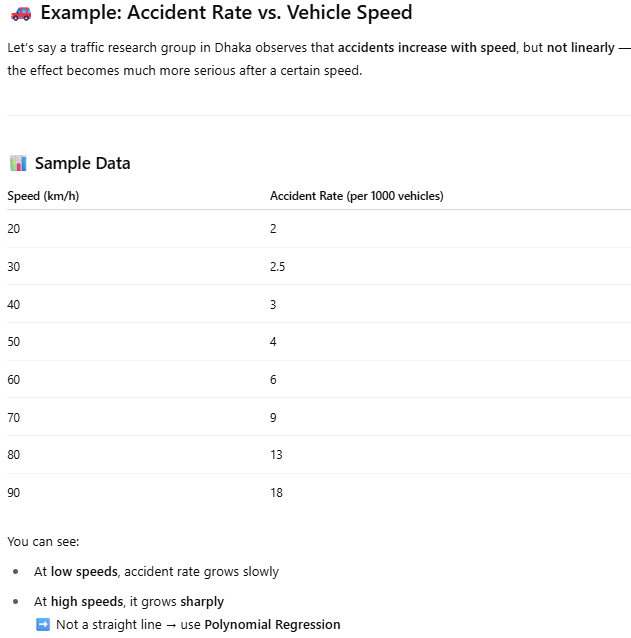 🚗 Example: Accident Rate vs. Vehicle Speed
Let's say a traffic research group in Dhaka observes that accidents increase with speed, but not linearly —
the effect becomes much more serious after a certain speed.
📊 Sample Data
Speed (km/h) Accident Rate (per 1000 vehicles)
20 2
30 2.5
40 3
50 4
60 6
70 9
80 13
90 18
You can see:
• At low speeds, accident rate grows slowly
• At high speeds, it grows sharply
➡️ Not a straight line → use Polynomial Regression